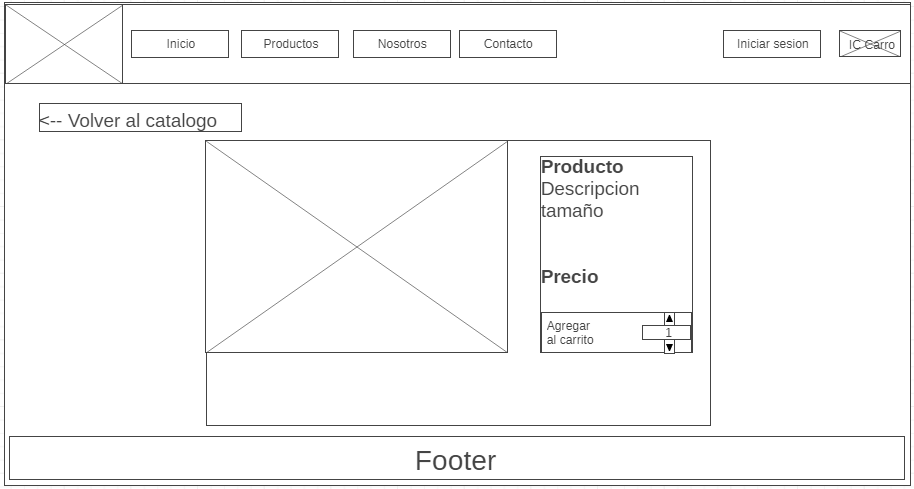 Inicio
Productos
Nosotros
Contacto
Iniciar sesion
IC Carro
<-- Volver al catalogo
Producto
Descripcion
tamaño
Precio
Agregar
al carrito
1
Footer